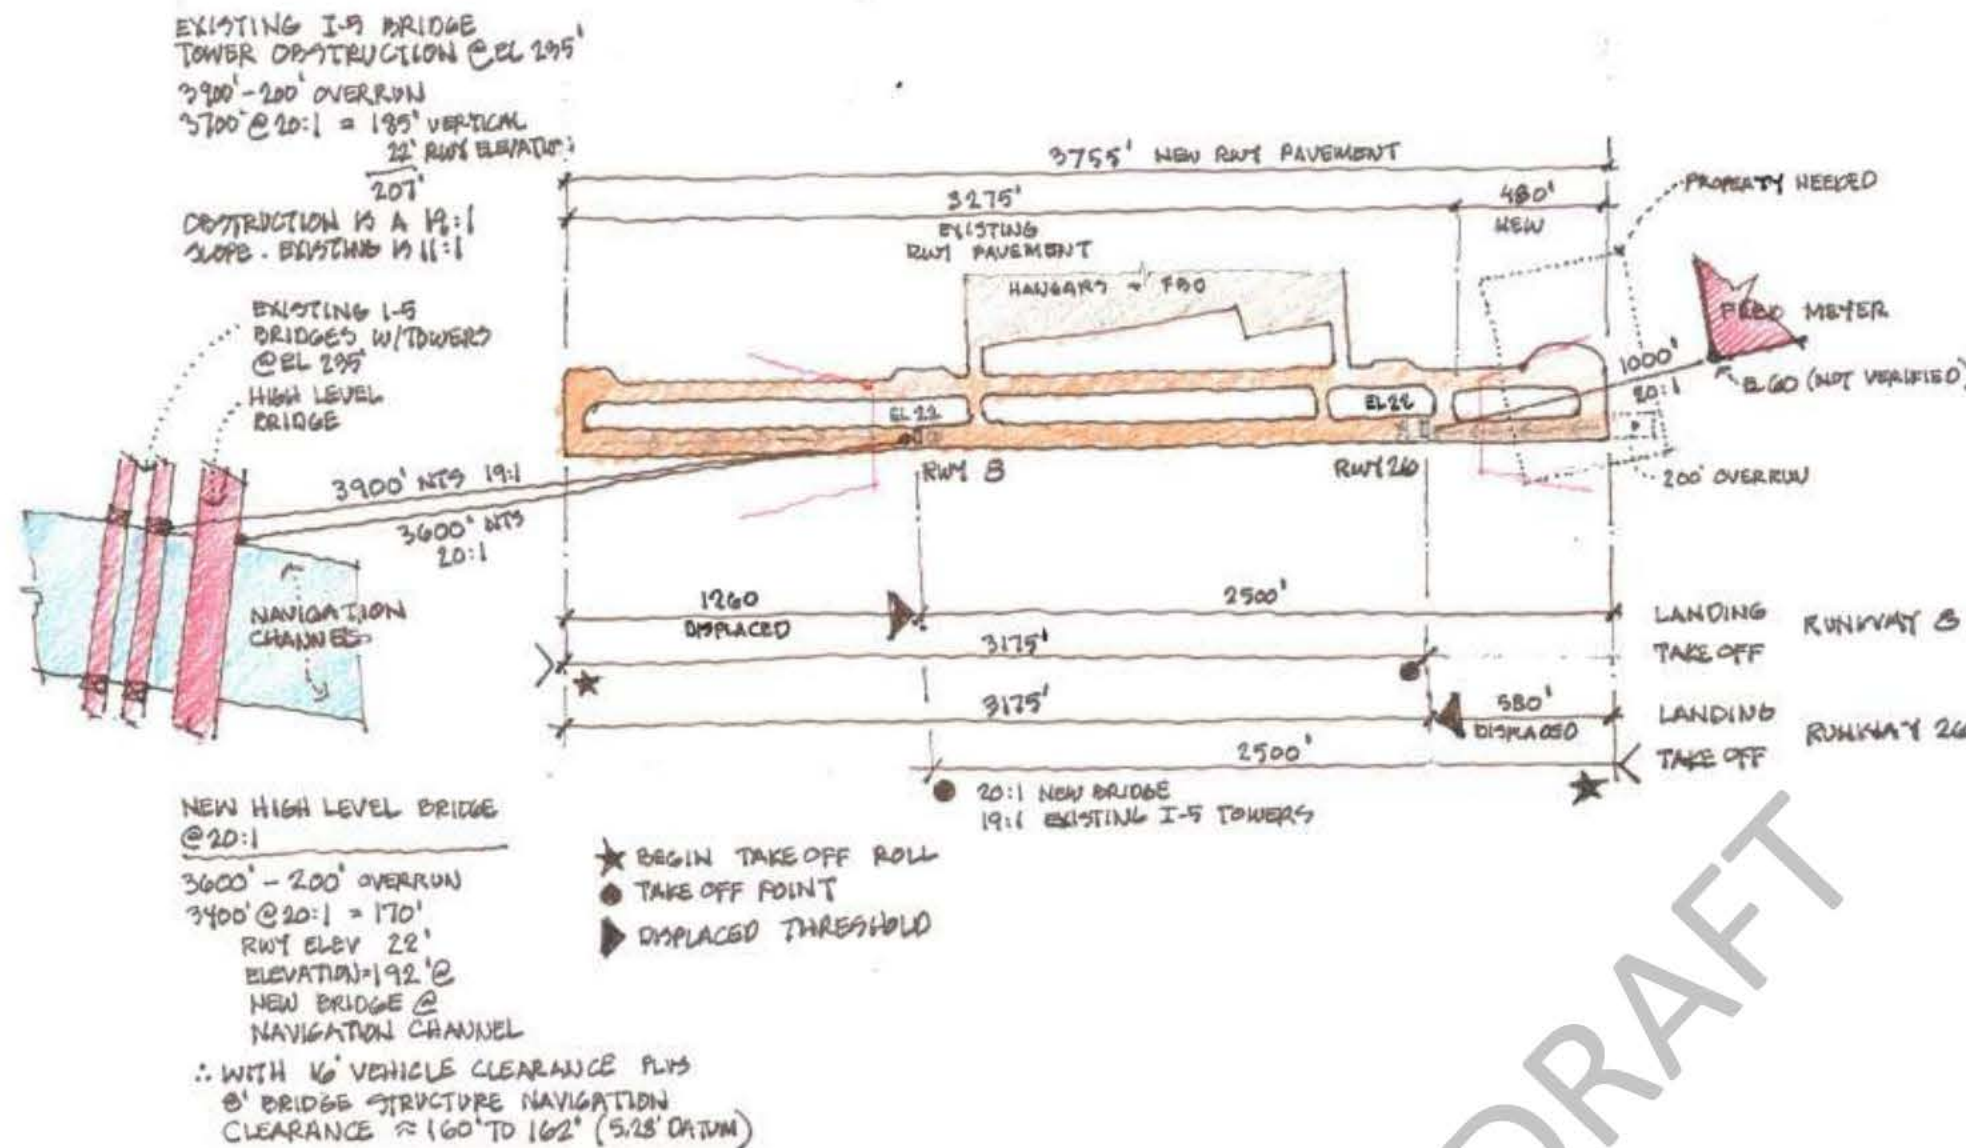 EXISTING I-5 BRIDGE
TOWER OBSTRUCTION @ EL 235'
3900' - 200' OVERRUN
3700' @ 20:1 = 185' VERTICAL
22' RWY ELEVATION
207'
OBSTRUCTION IS A 19:1
SLOPE. EXISTING IS 11:1
3755' NEW RWY PAVEMENT
3275'
EXISTING
RWY PAVEMENT
480'
NEW
PROPERTY NEEDED
HANGARS + FBO
FRED MEYER
EL 60 (NOT VERIFIED)
1000'
20:1
200' OVERRUN
EXISTING I-5
BRIDGES W/TOWERS
@ EL 235'
HIGH LEVEL
BRIDGE
EL 22
EL 22
RWY 8
RWY 26
3900' NTS 19:1
3600' NTS
20:1
NAVIGATION
CHANNELS
1260
DISPLACED
2500'
LANDING
RUNWAY 8
3175'
TAKE OFF
3175'
580'
DISPLACED
LANDING
RUNWAY 26
2500'
TAKE OFF
20:1 NEW BRIDGE
19:1 EXISTING I-5 TOWERS
NEW HIGH LEVEL BRIDGE
@ 20:1
3600' - 200' OVERRUN
3400' @ 20:1 = 170'
RWY ELEV 22'
ELEVATION=192' @
NEW BRIDGE @
NAVIGATION CHANNEL
∴ WITH 16' VEHICLE CLEARANCE PLUS
8' BRIDGE STRUCTURE NAVIGATION
CLEARANCE ≈ 160' TO 162' (5.28' DATUM)
★ BEGIN TAKE OFF ROLL
● TAKE OFF POINT
▶ DISPLACED THRESHOLD
DRAFT